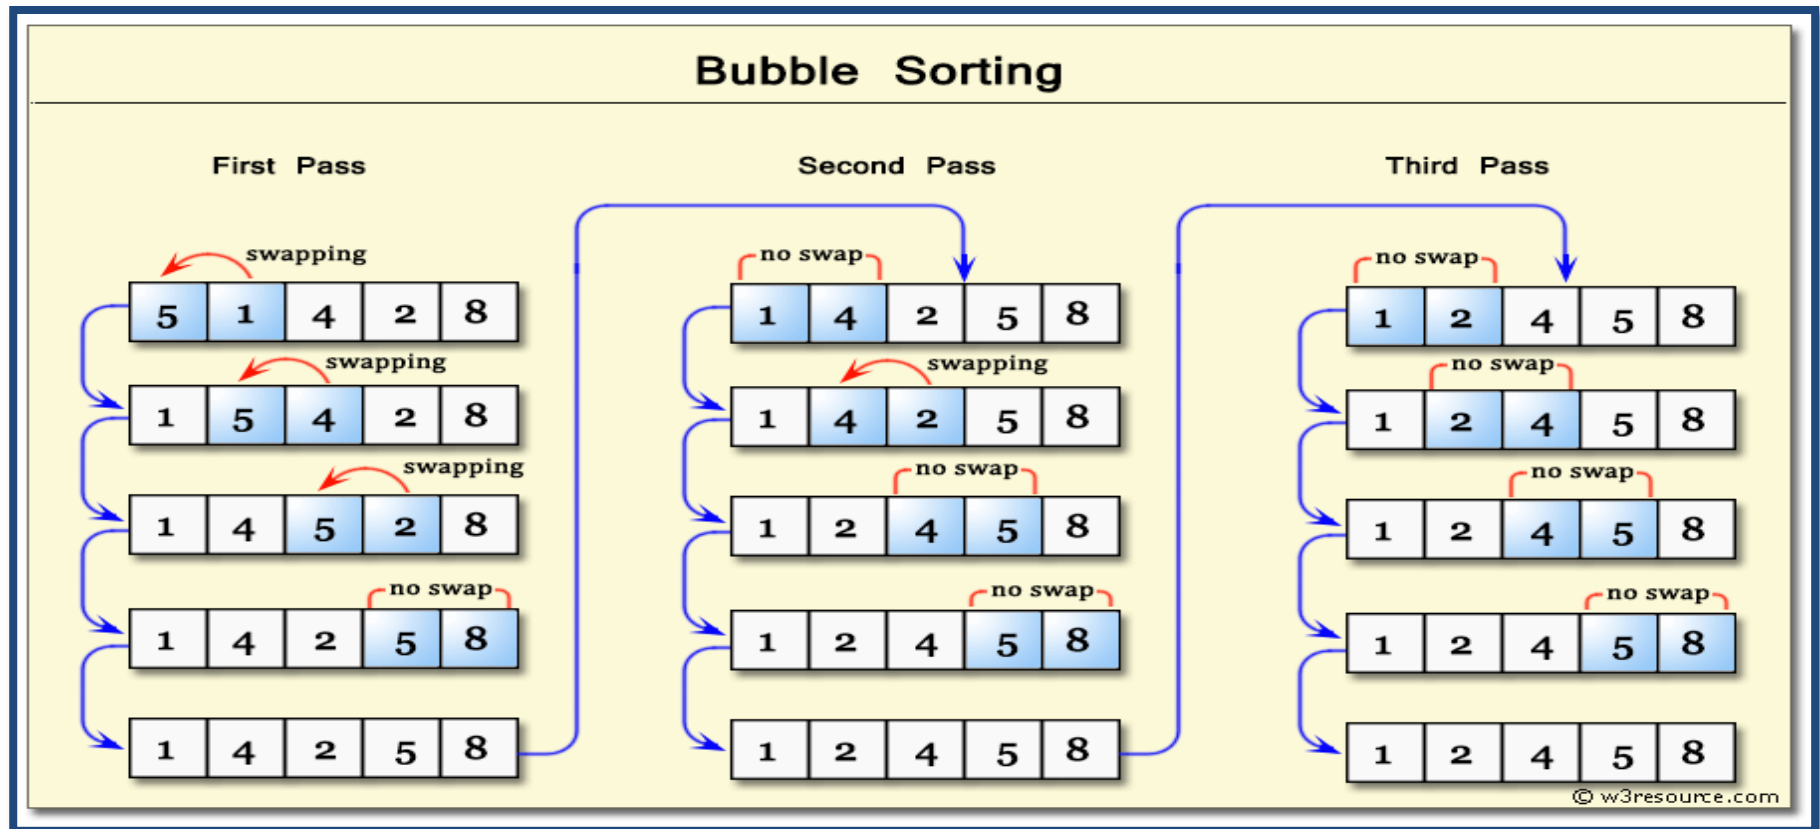 Bubble Sorting
First Pass
swapping
5 1 4 2 8
swapping
1 5 4 2 8
swapping
1 4 5 2 8
no swap
1 4 2 5 8
1 4 2 5 8
Second Pass
no swap
1 4 2 5 8
swapping
1 4 2 5 8
no swap
1 2 4 5 8
no swap
1 2 4 5 8
1 2 4 5 8
Third Pass
no swap
1 2 4 5 8
no swap
1 2 4 5 8
no swap
1 2 4 5 8
no swap
1 2 4 5 8
1 2 4 5 8
© w3resource.com